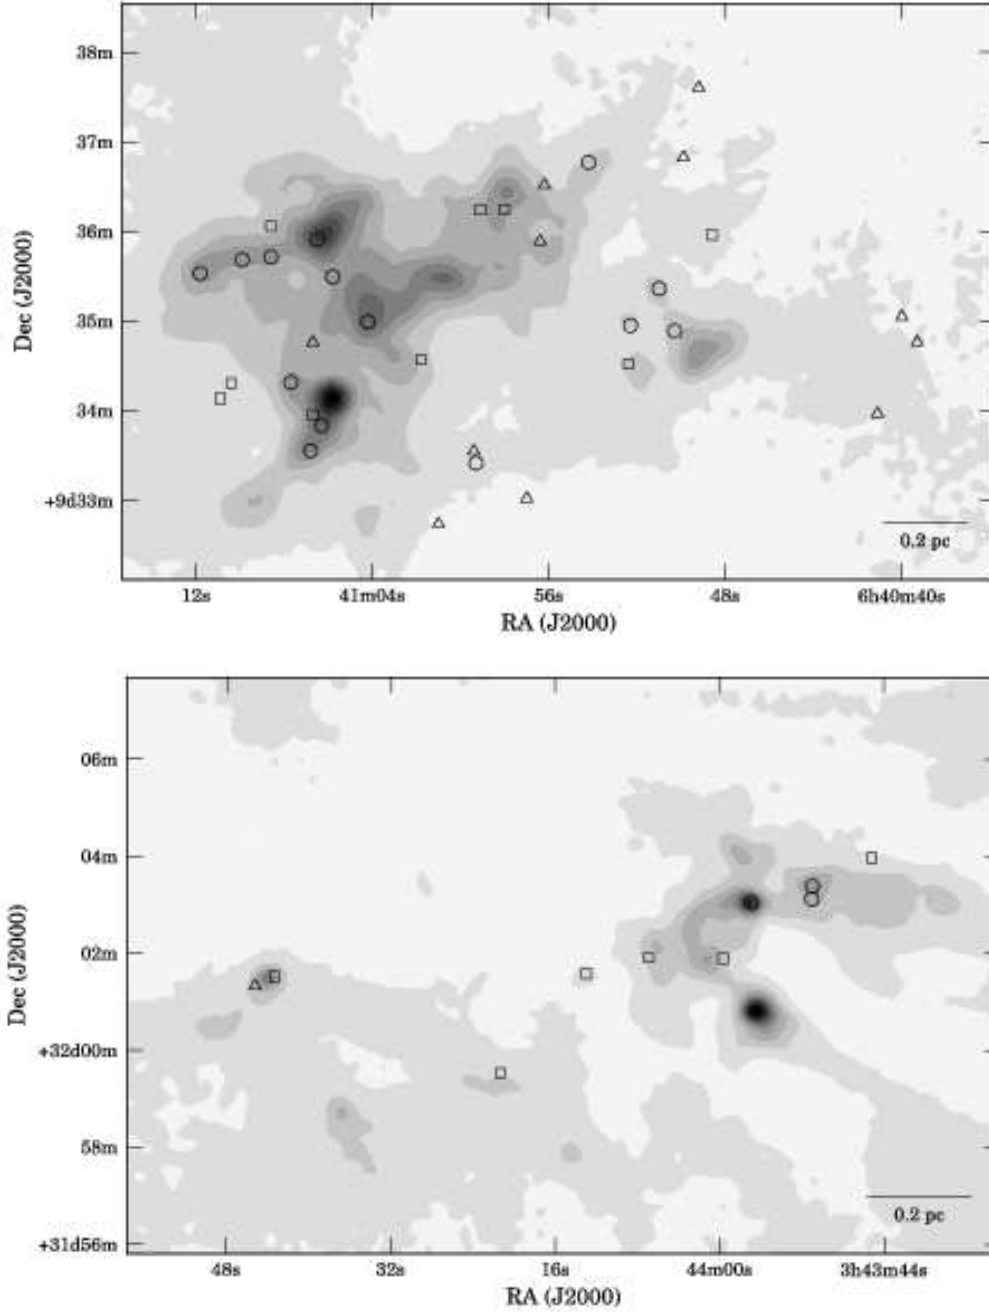 38m
37m
36m
35m
34m
+9d33m
Dec (J2000)
0.2 pc
12s 41m04s 56s 48s 6h40m40s
RA (J2000)
06m
04m
02m
+32d00m
58m
+31d56m
Dec (J2000)
0.2 pc
48s 32s 16s 44m00s 3h43m44s
RA (J2000)